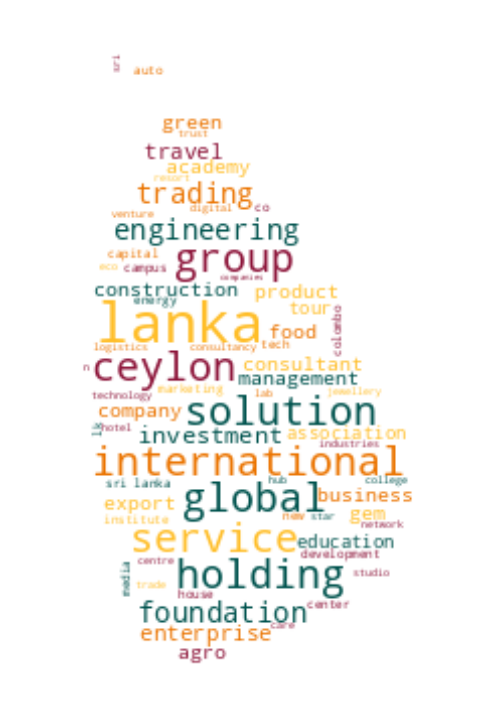 sri
auto
green
trust
travel
academy
resort
trading
digital co
venture
engineering
capital group
eco campus
companies
construction product
energy
tour
lanka food colombo
logistics consultancy tech
n ceylon consultant
management
technology marketing lab jewellery
company solution
lk hotel investment association
industries
international
sri lanka hub college
export global business
institute new star gem
network
service education
development
media centre holding studio
trade
house
foundation center
enterprise care
agro